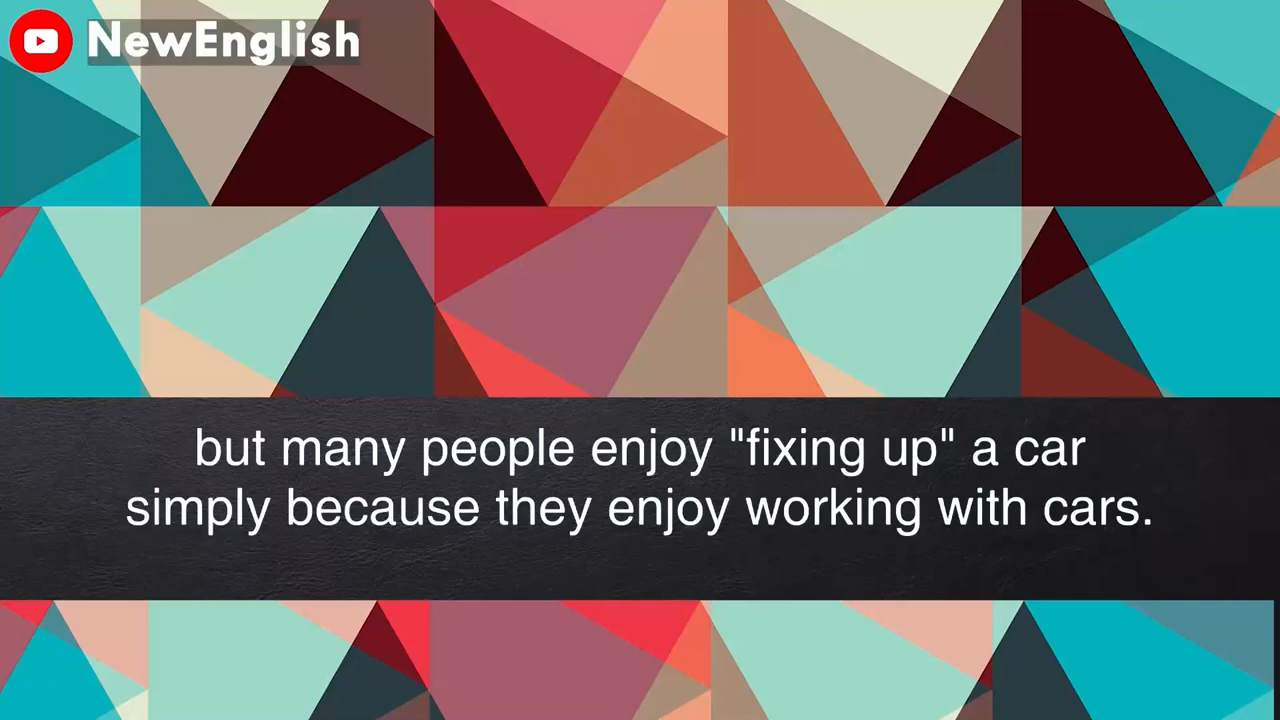 NewEnglish
but many people enjoy "fixing up" a car
simply because they enjoy working with cars.